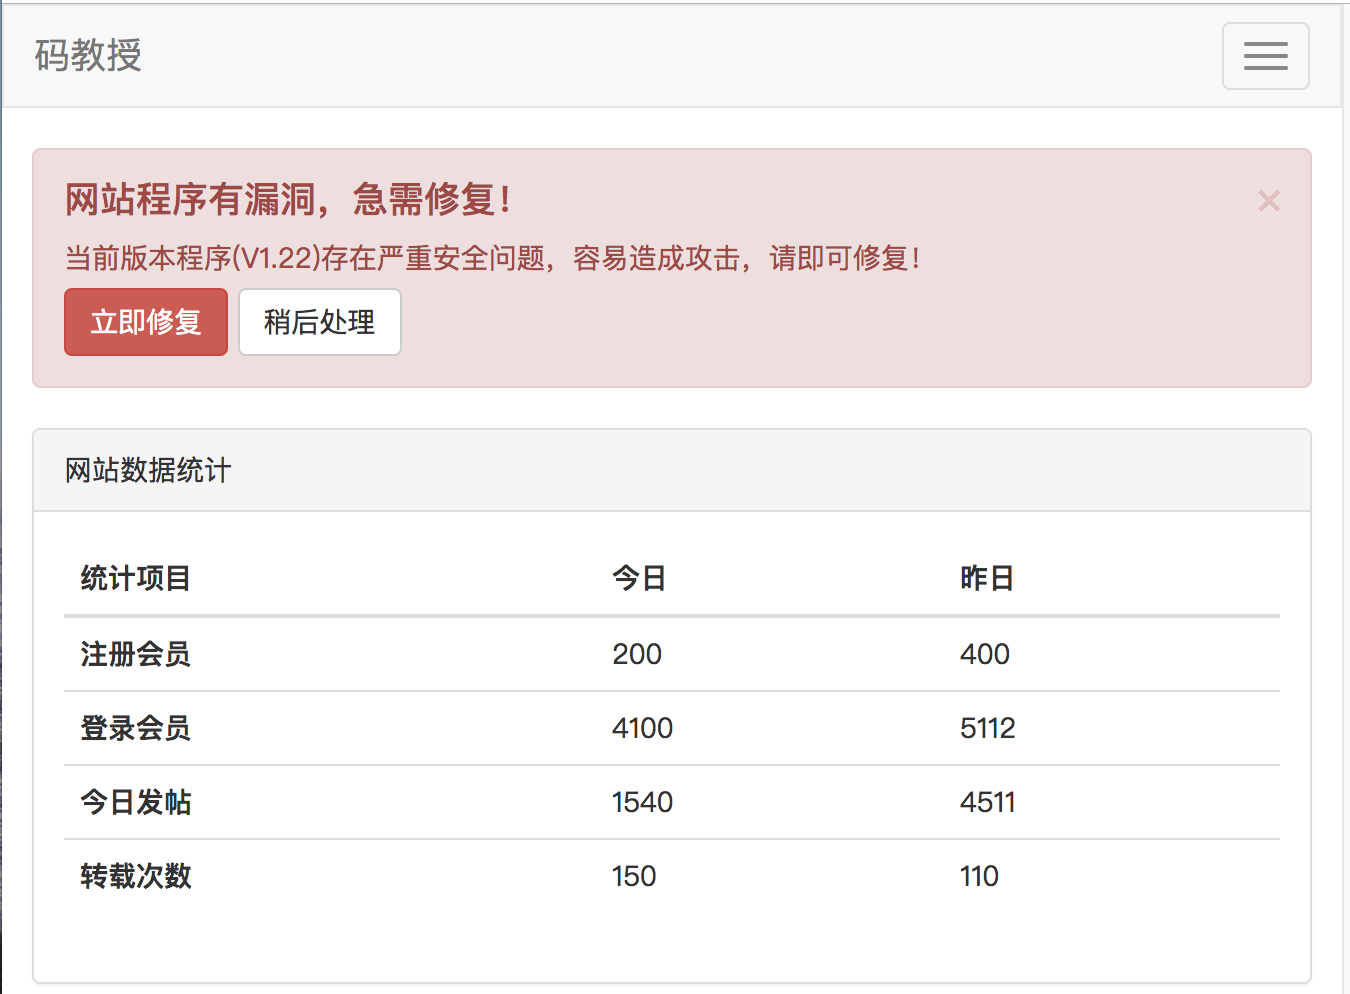 码教授
网站程序有漏洞，急需修复！
×
当前版本程序(V1.22)存在严重安全问题，容易造成攻击，请即可修复！
立即修复 稍后处理
网站数据统计
统计项目 今日 昨日
注册会员 200 400
登录会员 4100 5112
今日发帖 1540 4511
转载次数 150 110